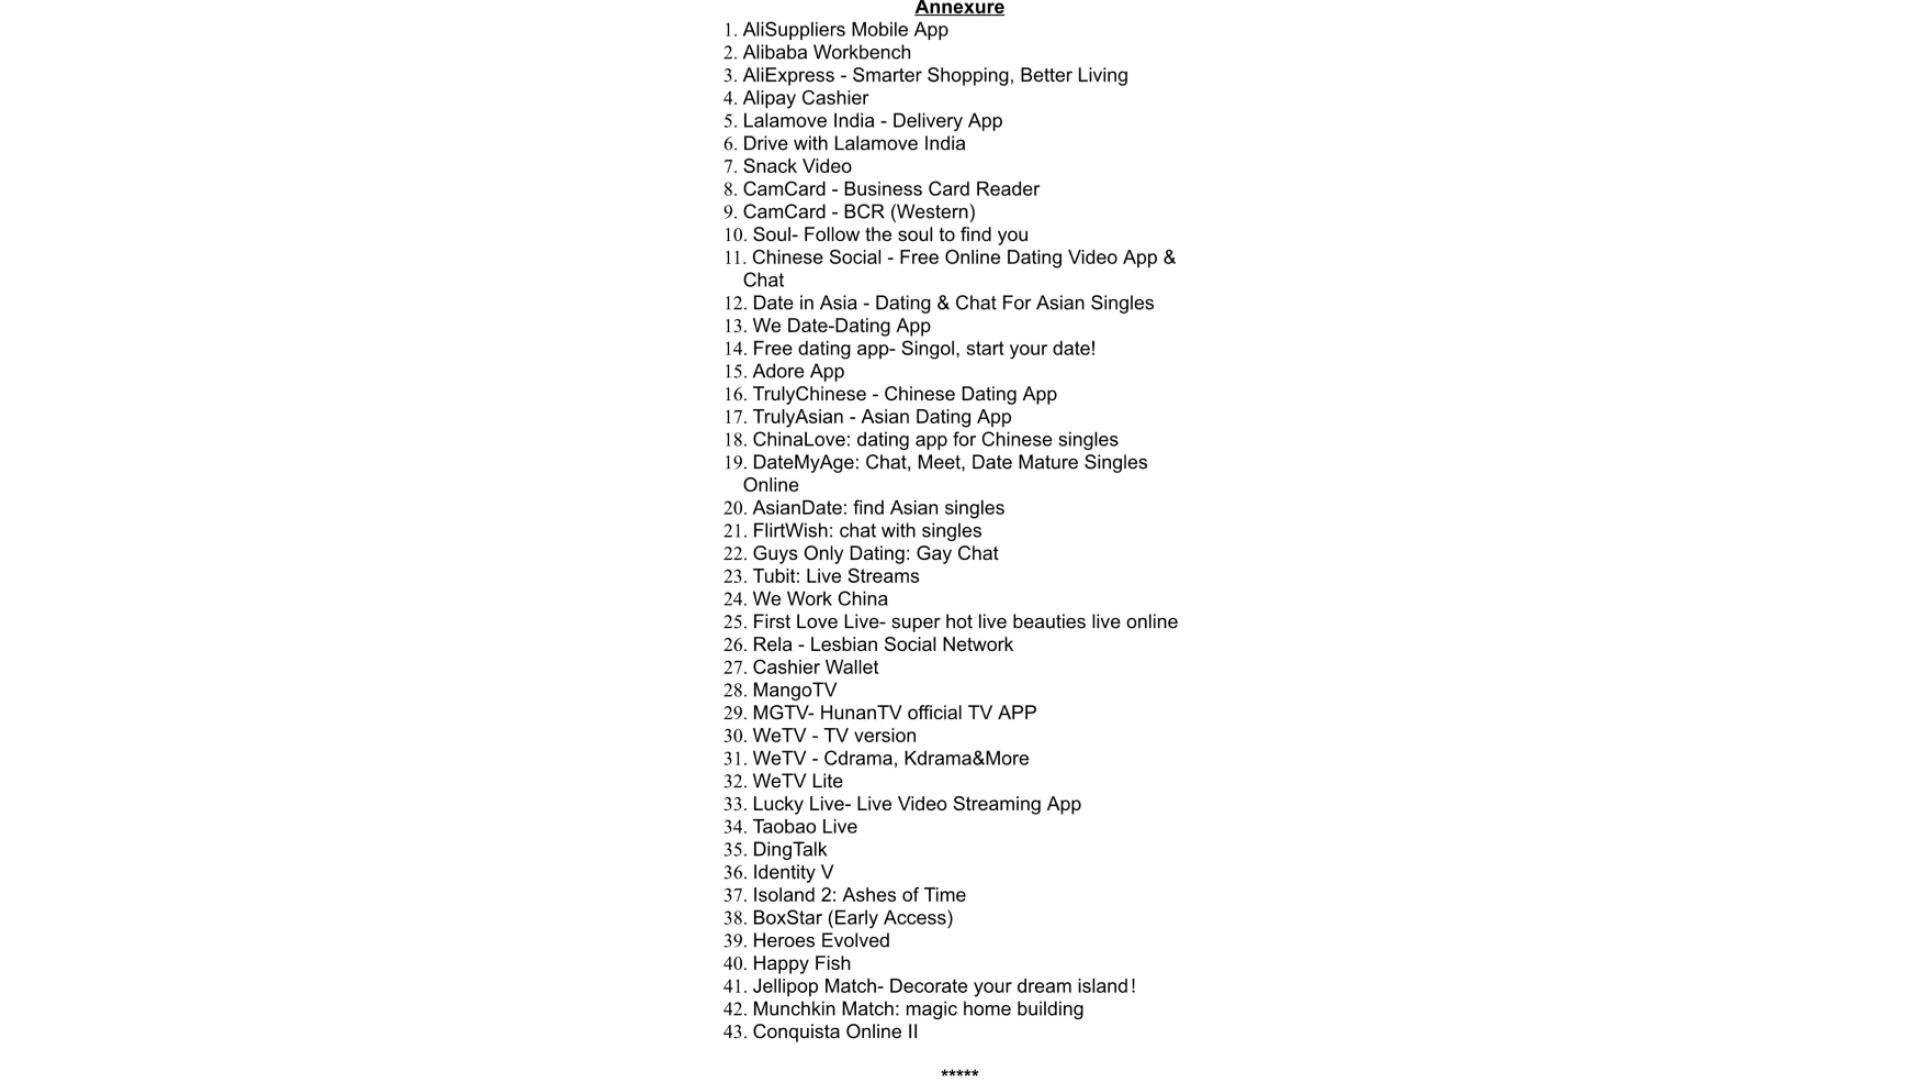 Annexure
1. AliSuppliers Mobile App
2. Alibaba Workbench
3. AliExpress - Smarter Shopping, Better Living
4. Alipay Cashier
5. Lalamove India - Delivery App
6. Drive with Lalamove India
7. Snack Video
8. CamCard - Business Card Reader
9. CamCard - BCR (Western)
10. Soul- Follow the soul to find you
11. Chinese Social - Free Online Dating Video App &
Chat
12. Date in Asia - Dating & Chat For Asian Singles
13. We Date-Dating App
14. Free dating app- Singol, start your date!
15. Adore App
16. TrulyChinese - Chinese Dating App
17. TrulyAsian - Asian Dating App
18. ChinaLove: dating app for Chinese singles
19. DateMyAge: Chat, Meet, Date Mature Singles
Online
20. AsianDate: find Asian singles
21. FlirtWish: chat with singles
22. Guys Only Dating: Gay Chat
23. Tubit: Live Streams
24. We Work China
25. First Love Live- super hot live beauties live online
26. Rela - Lesbian Social Network
27. Cashier Wallet
28. MangoTV
29. MGTV- HunanTV official TV APP
30. WeTV - TV version
31. WeTV - Cdrama, Kdrama&More
32. WeTV Lite
33. Lucky Live- Live Video Streaming App
34. Taobao Live
35. DingTalk
36. Identity V
37. Isoland 2: Ashes of Time
38. BoxStar (Early Access)
39. Heroes Evolved
40. Happy Fish
41. Jellipop Match- Decorate your dream island!
42. Munchkin Match: magic home building
43. Conquista Online II
*****